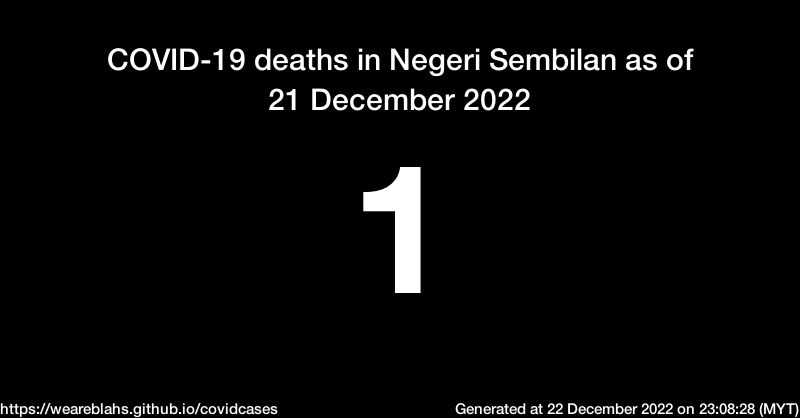 COVID-19 deaths in Negeri Sembilan as of
21 December 2022
1
https://weareblahs.github.io/covidcases
Generated at 22 December 2022 on 23:08:28 (MYT)